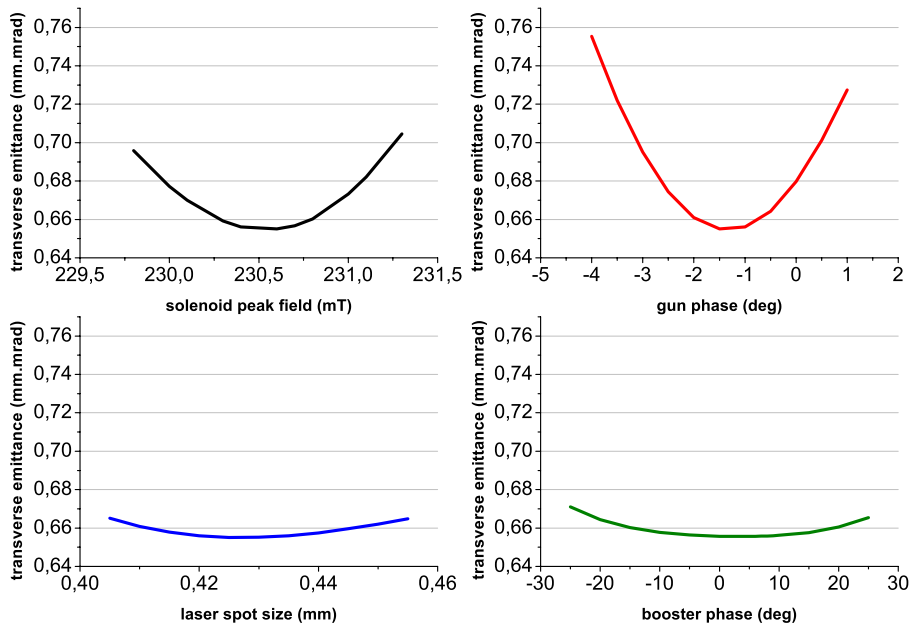 transverse emittance (mm.mrad)
0,76
0,74
0,72
0,70
0,68
0,66
0,64
229,5 230,0 230,5 231,0 231,5
solenoid peak field (mT)
transverse emittance (mm.mrad)
0,76
0,74
0,72
0,70
0,68
0,66
0,64
-5 -4 -3 -2 -1 0 1 2
gun phase (deg)
transverse emittance (mm.mrad)
0,76
0,74
0,72
0,70
0,68
0,66
0,64
0,40 0,42 0,44 0,46
laser spot size (mm)
transverse emittance (mm.mrad)
0,76
0,74
0,72
0,70
0,68
0,66
0,64
-30 -20 -10 0 10 20 30
booster phase (deg)